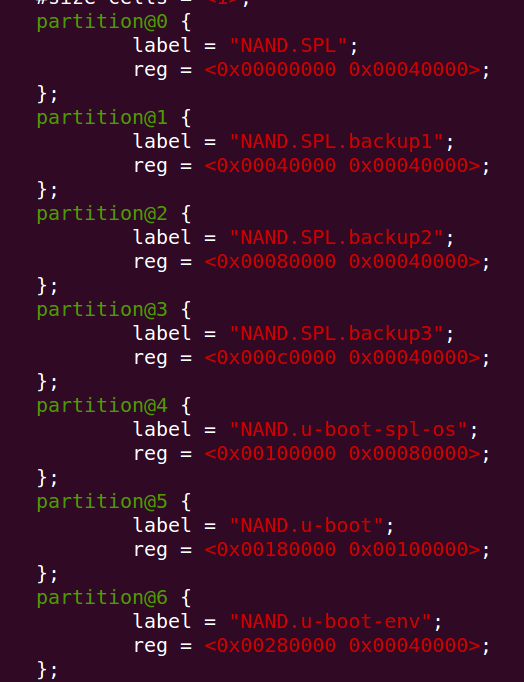 #size-cells = <1>;
partition@0 {
label = "NAND.SPL";
reg = <0x00000000 0x00040000>;
};
partition@1 {
label = "NAND.SPL.backup1";
reg = <0x00040000 0x00040000>;
};
partition@2 {
label = "NAND.SPL.backup2";
reg = <0x00080000 0x00040000>;
};
partition@3 {
label = "NAND.SPL.backup3";
reg = <0x000c0000 0x00040000>;
};
partition@4 {
label = "NAND.u-boot-spl-os";
reg = <0x00100000 0x00080000>;
};
partition@5 {
label = "NAND.u-boot";
reg = <0x00180000 0x00100000>;
};
partition@6 {
label = "NAND.u-boot-env";
reg = <0x00280000 0x00040000>;
};